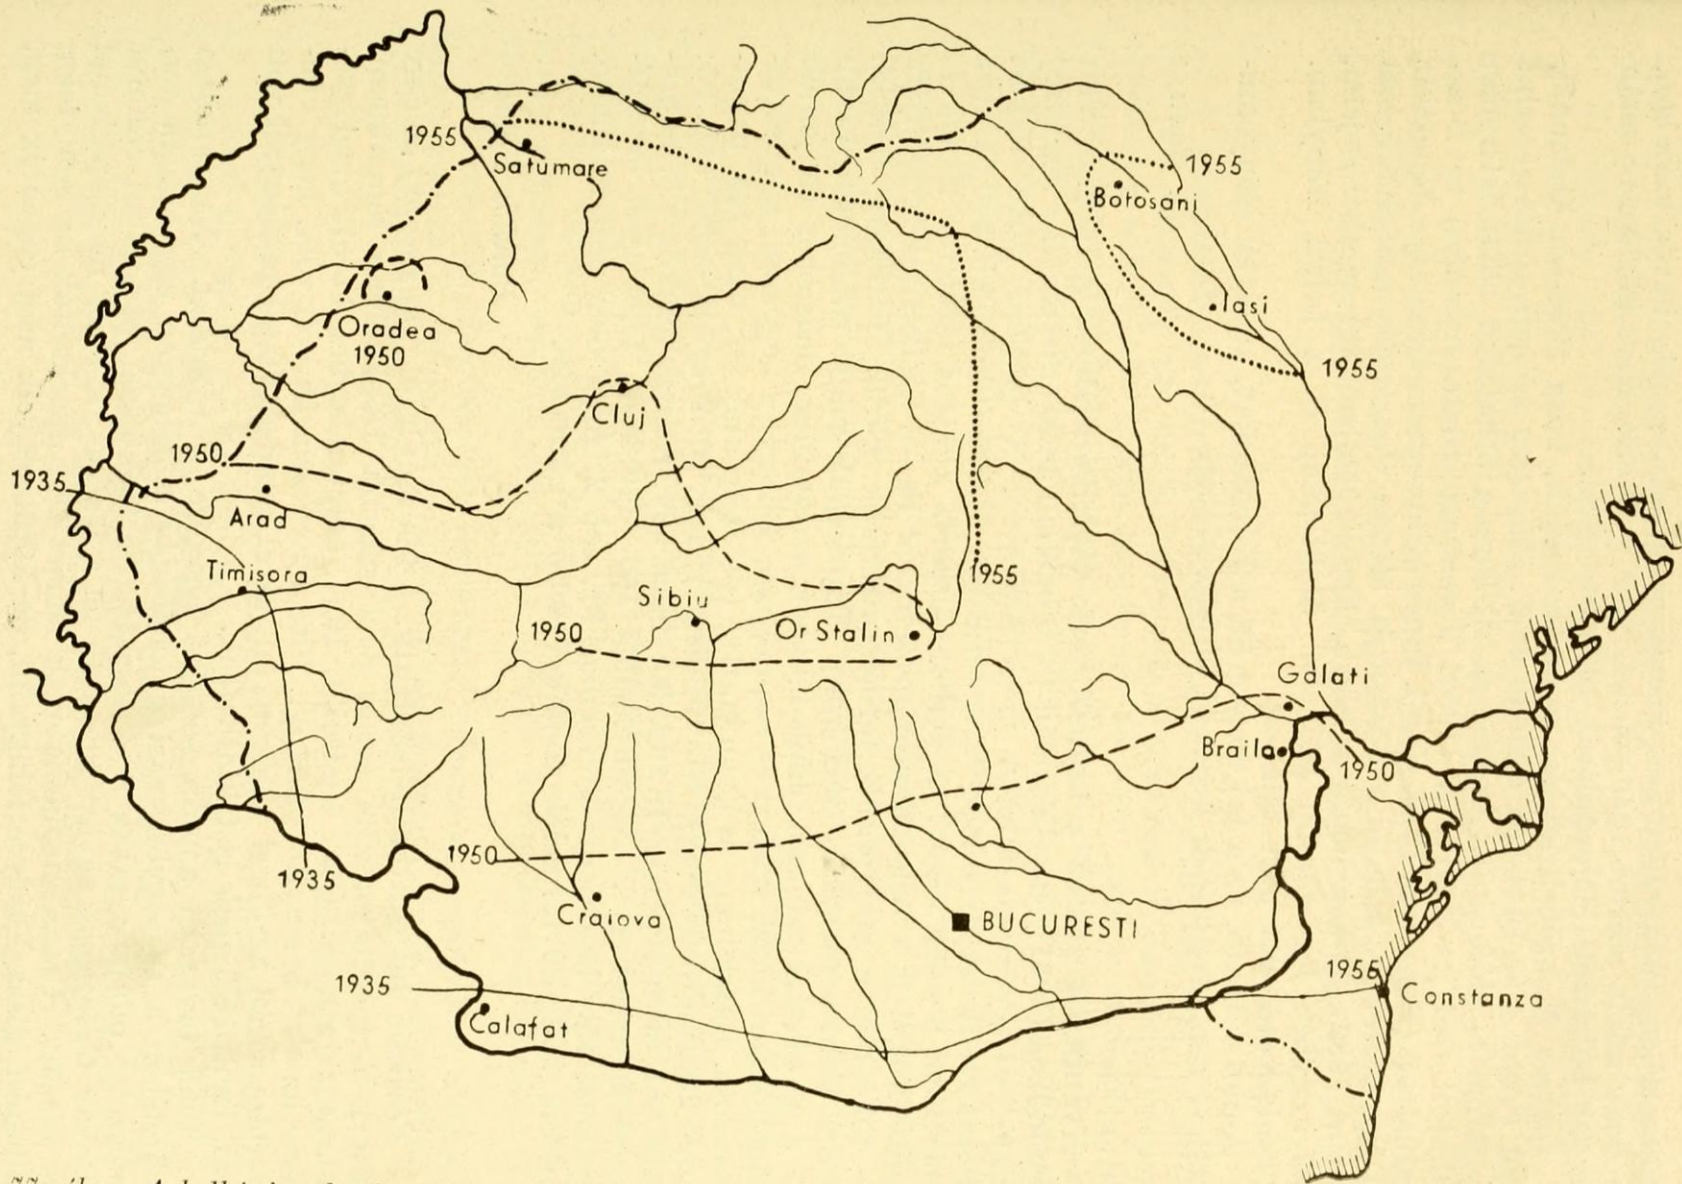 1955
Satumare
1955
Botosani
Iasi
Oradea
1950
1955
Cluj
1950
1935
Arad
Timisora
1955
Sibiu
1950
Or Stalin
Galati
Braila
1950
1950
1935
Craiova
BUCURESTI
1935
1955
Constanza
Calafat